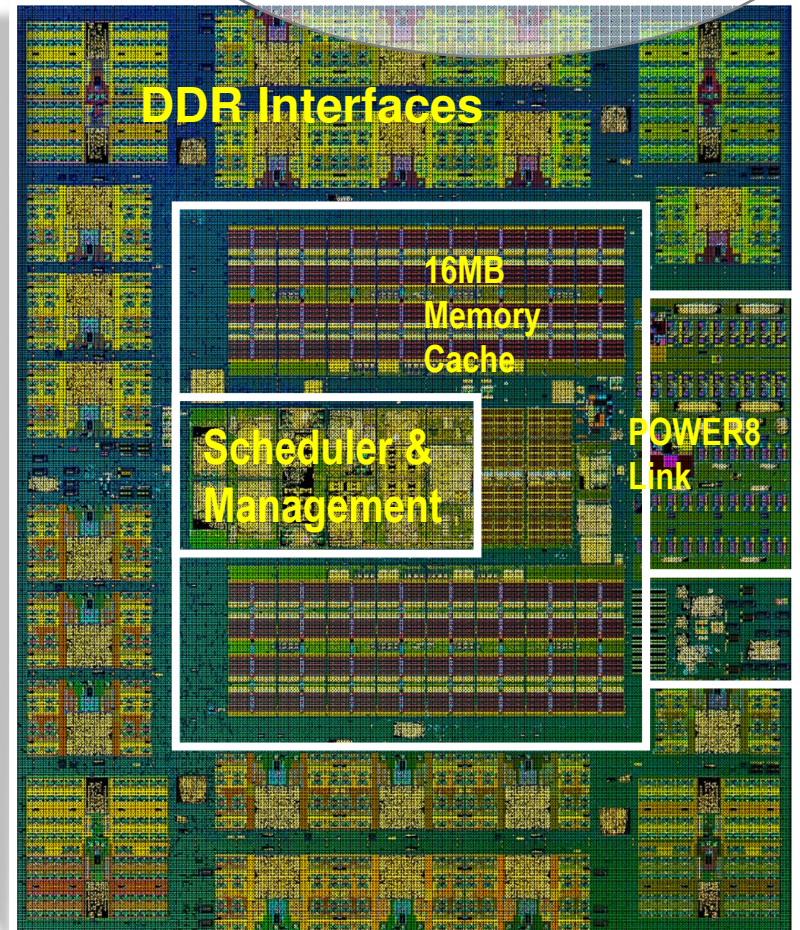 DDR Interfaces
16MB
Memory
Cache
Scheduler &
Management
POWER8
Link